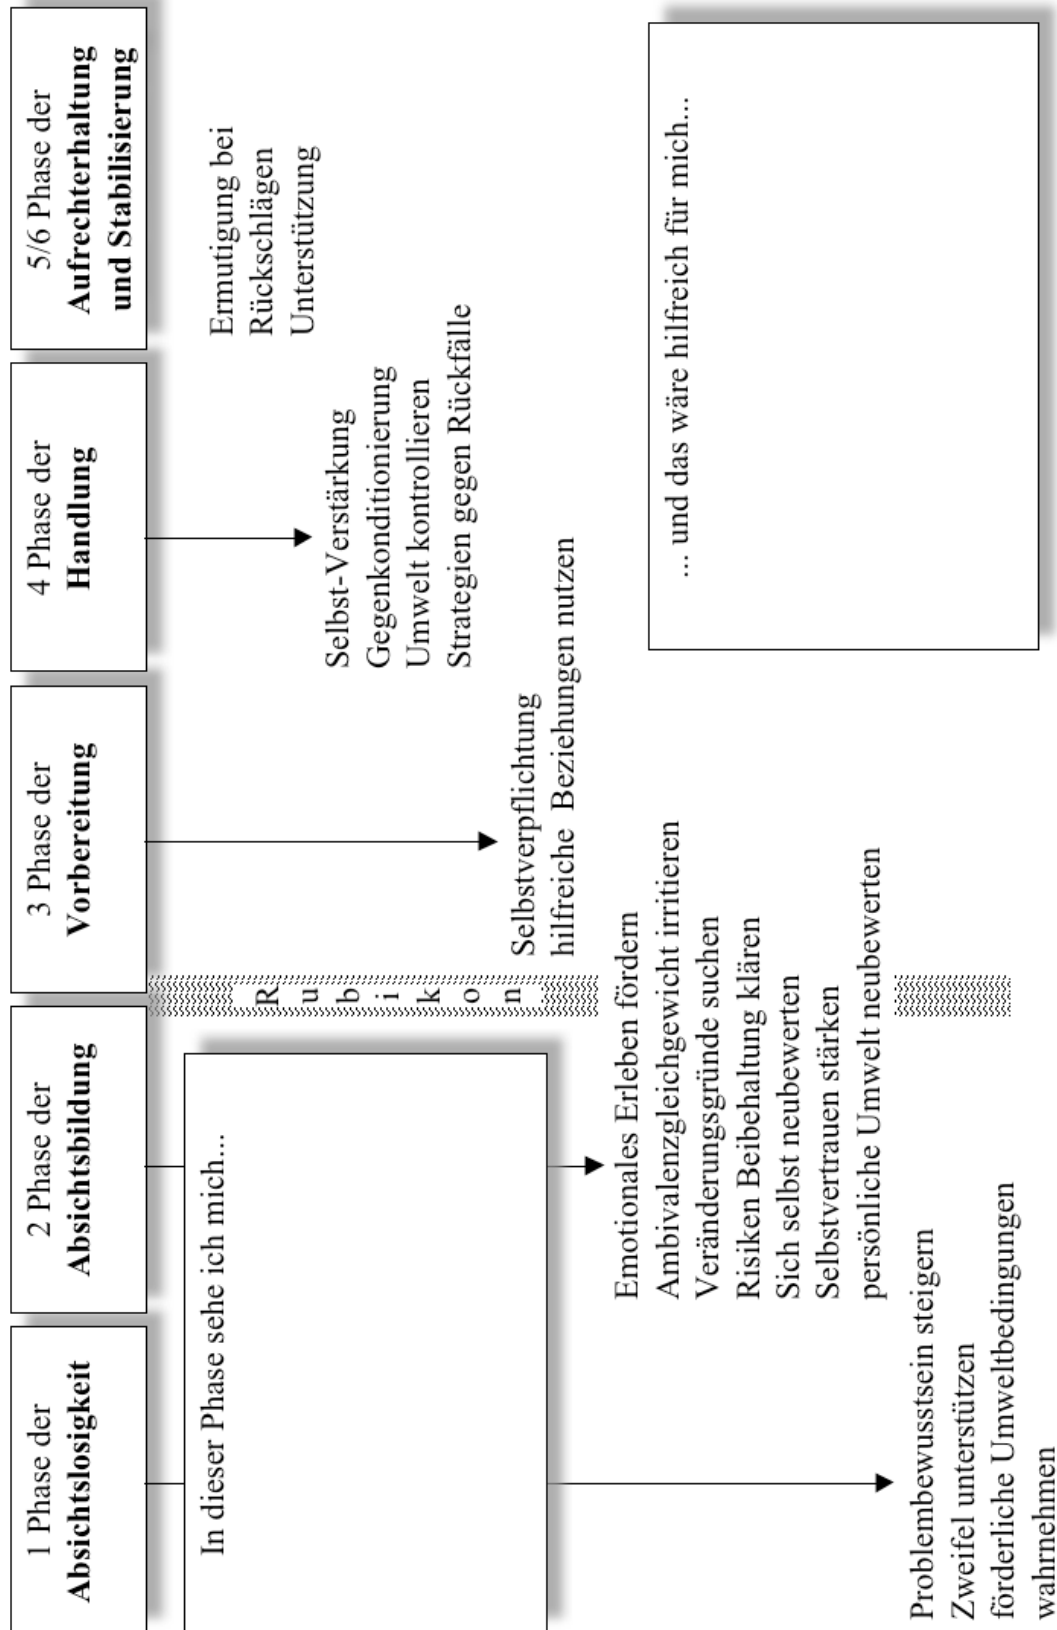 1 Phase der
Absichtslosigkeit
2 Phase der
Absichtsbildung
3 Phase der
Vorbereitung
4 Phase der
Handlung
5/6 Phase der
Aufrechterhaltung
und Stabilisierung
In dieser Phase sehe ich mich...
Rubikon
Ermutigung bei
Rückschlägen
Unterstützung
Selbst-Verstärkung
Gegenkonditionierung
Umwelt kontrollieren
Strategien gegen Rückfälle
Selbstverpflichtung
hilfreiche Beziehungen nutzen
Emotionales Erleben fördern
Ambivalenzgleichgewicht irritieren
Veränderungsgründe suchen
Risiken Beibehaltung klären
Sich selbst neubewerten
Selbstvertrauen stärken
persönliche Umwelt neubewerten
Problembewusstsein steigern
Zweifel unterstützen
förderliche Umweltbedingungen
wahrnehmen
... und das wäre hilfreich für mich...